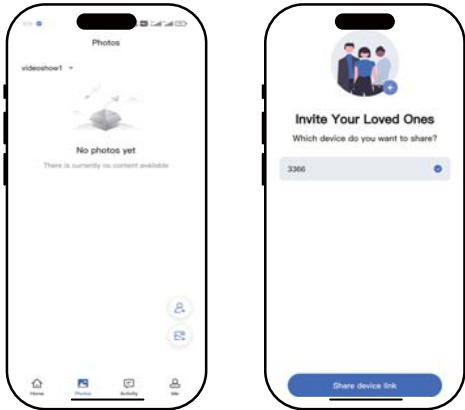 Photos
videoshow1
No photos yet
There is currently no content available
Home
Photos
Activity
Me
Invite Your Loved Ones
Which device do you want to share?
3366
Share device link